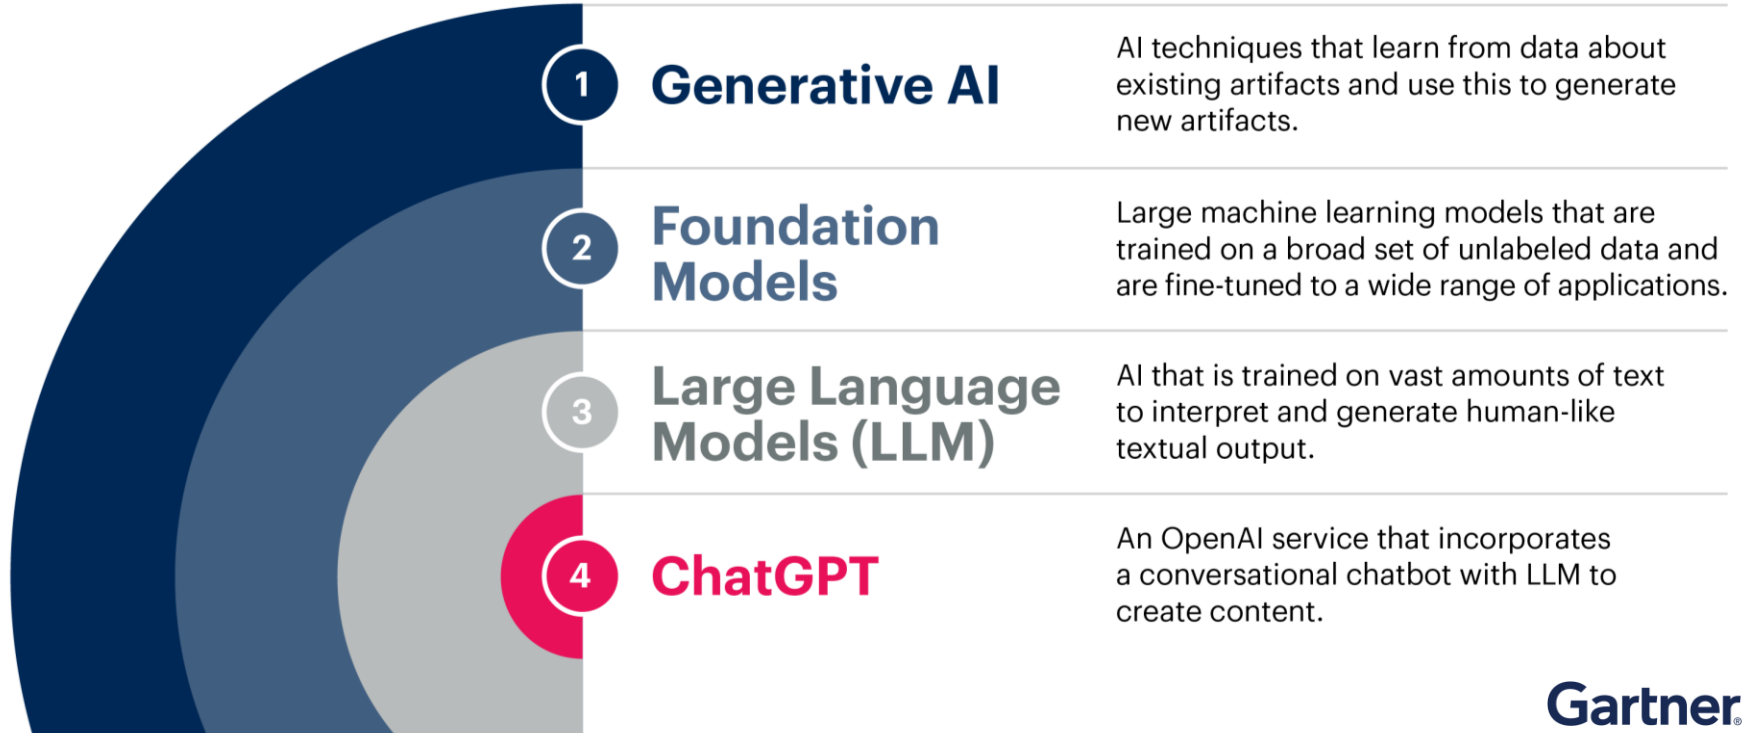 1
Generative AI
AI techniques that learn from data about
existing artifacts and use this to generate
new artifacts.
2
Foundation
Models
Large machine learning models that are
trained on a broad set of unlabeled data and
are fine-tuned to a wide range of applications.
3
Large Language
Models (LLM)
AI that is trained on vast amounts of text
to interpret and generate human-like
textual output.
4
ChatGPT
An OpenAI service that incorporates
a conversational chatbot with LLM to
create content.
Gartner®